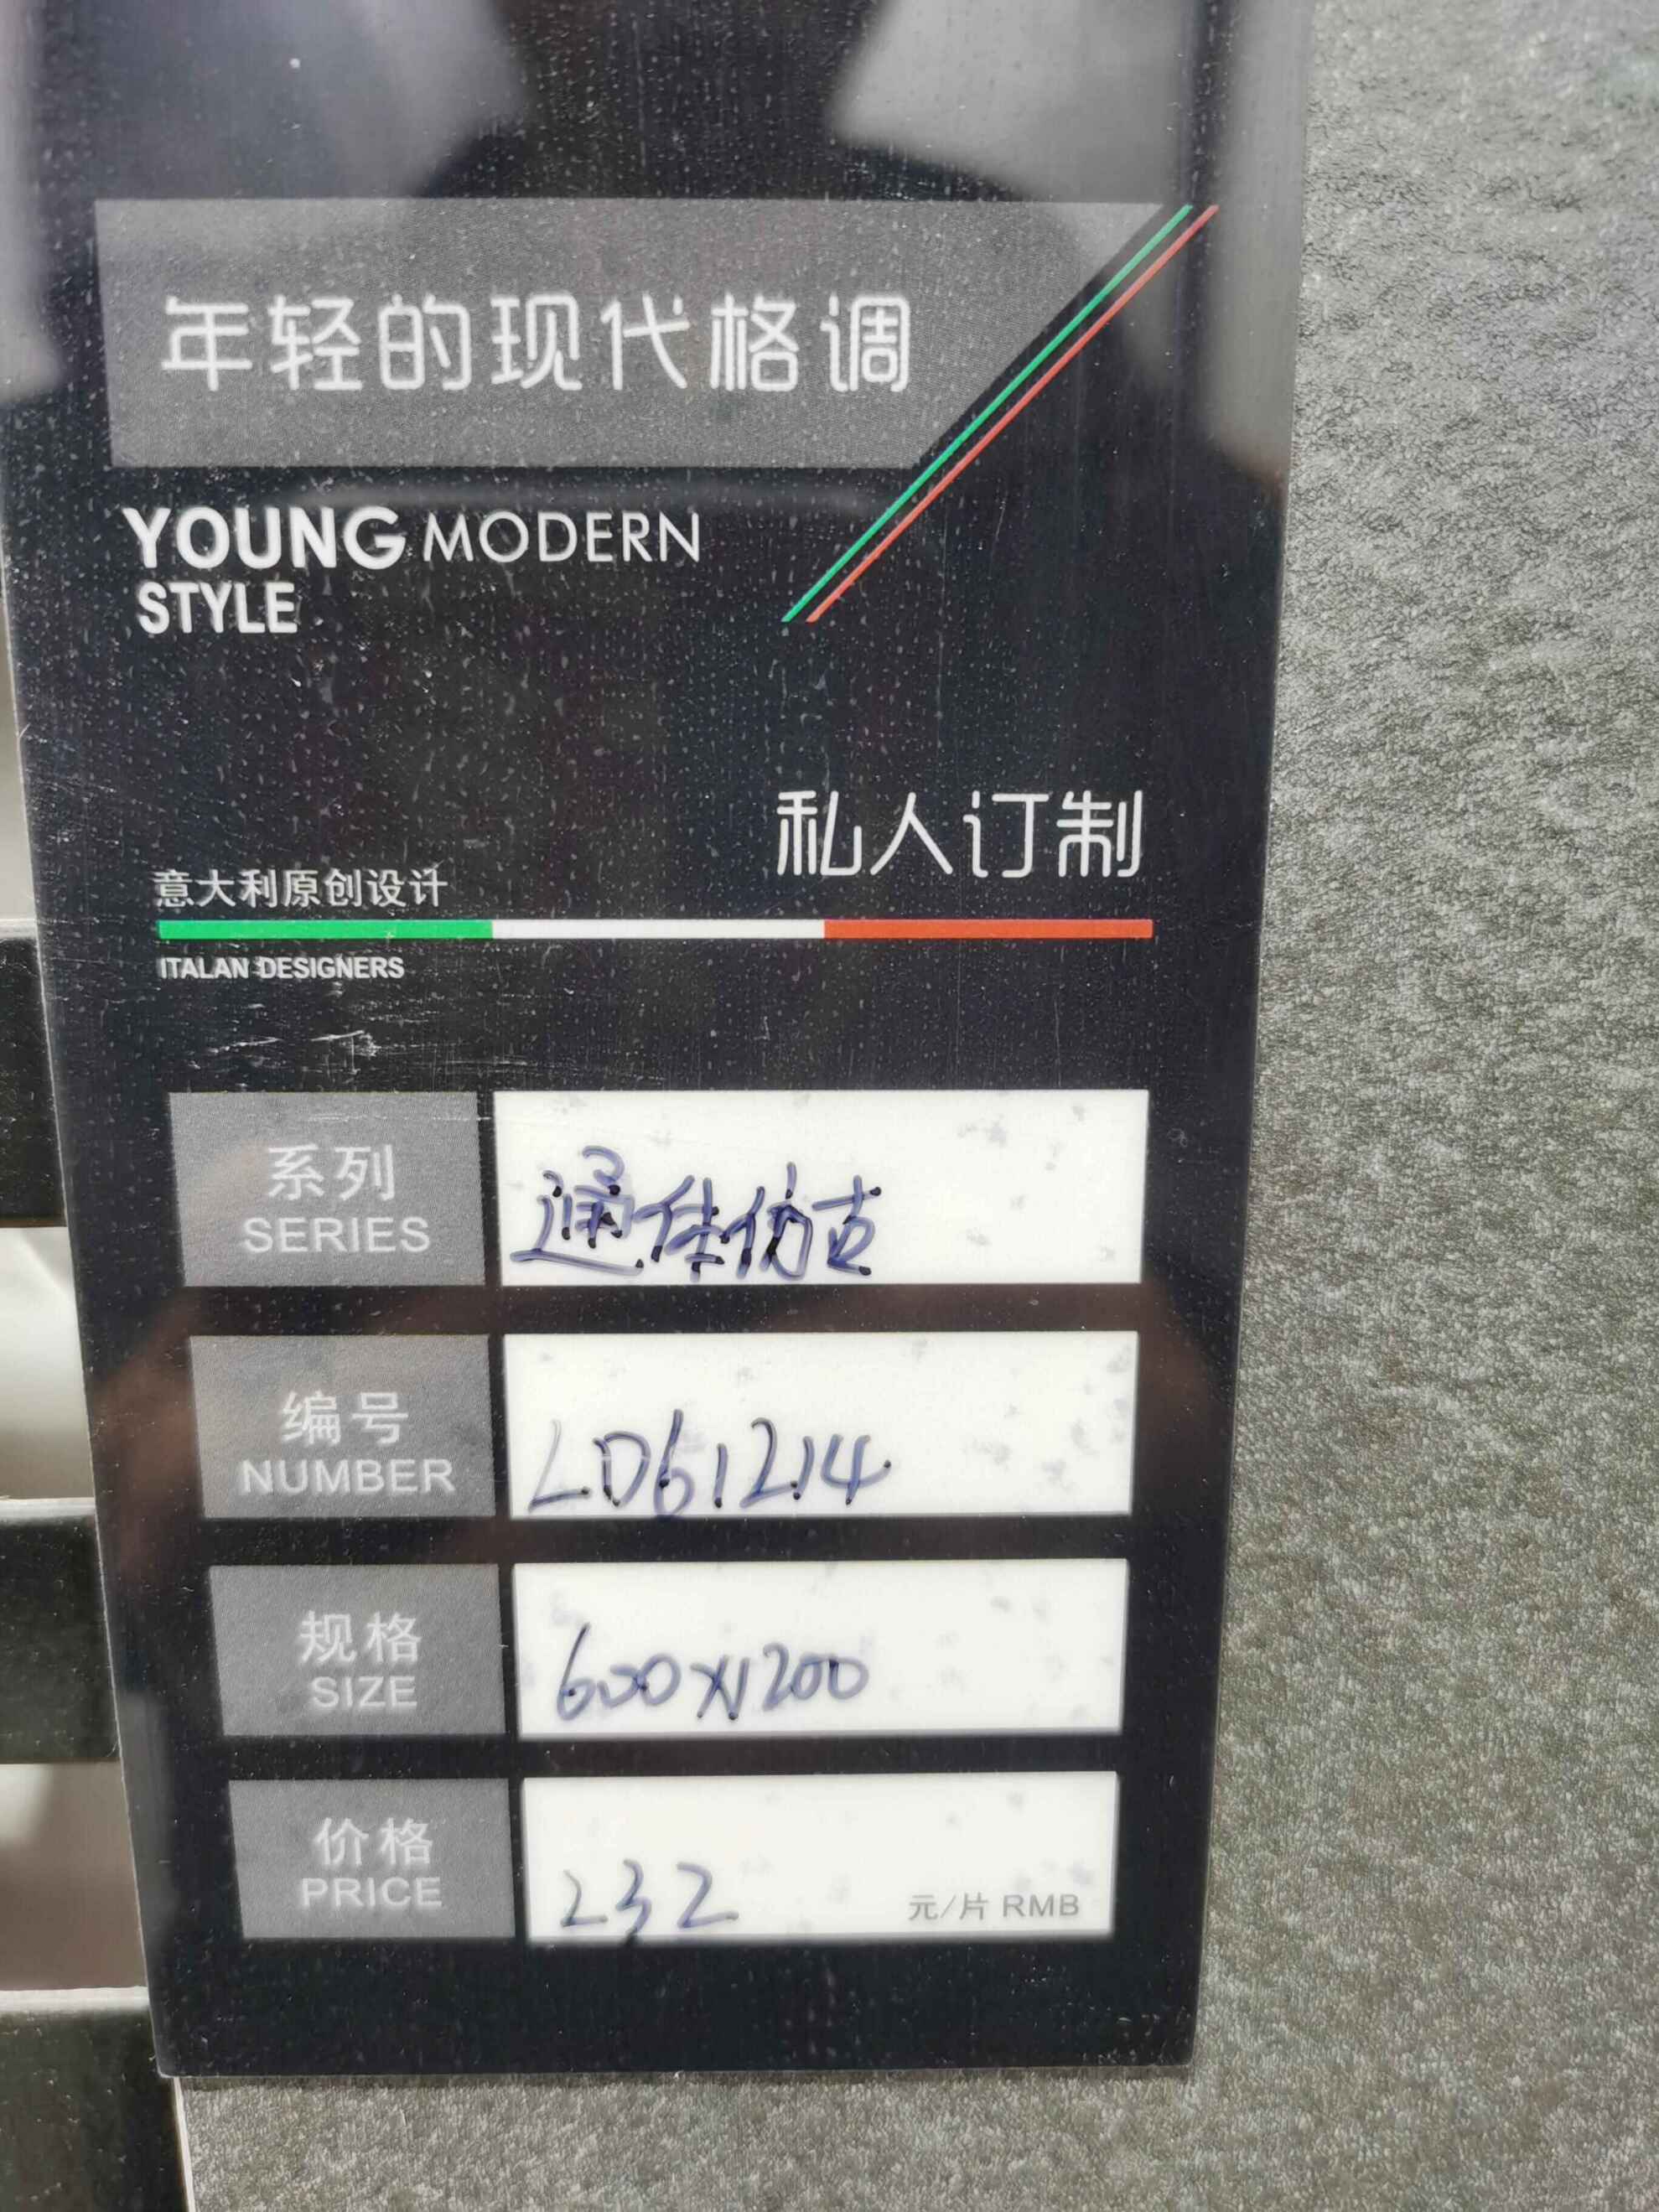 年轻的现代格调
YOUNG MODERN
STYLE
私人订制
意大利原创设计
ITALAN DESIGNERS
系列 通体仿古
SERIES
编号
NUMBER LD61214
规格
SIZE 600X1200
价格
PRICE 232 元/片 RMB